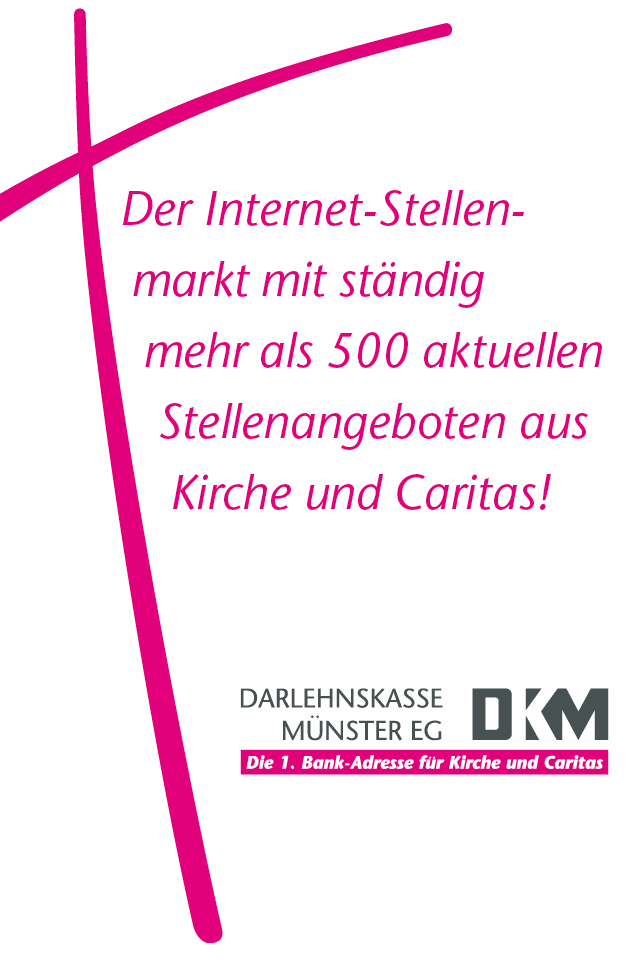 Der Internet-Stellen-
markt mit ständig
mehr als 500 aktuellen
Stellenangeboten aus
Kirche und Caritas!
DARLEHNSKASSE
MÜNSTER EG
DKM
Die 1. Bank-Adresse für Kirche und Caritas